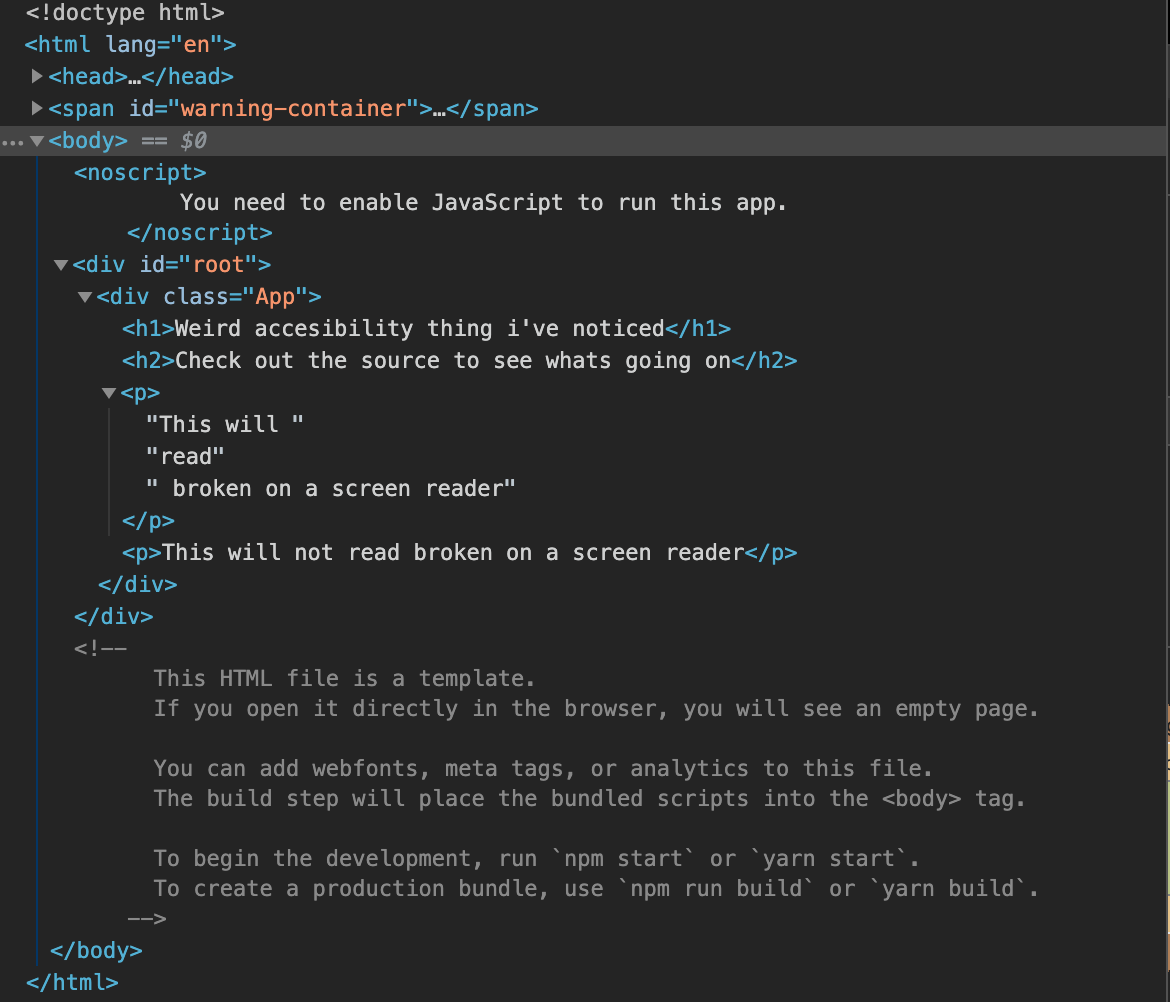 <!doctype html>
<html lang="en">
<head>…</head>
<span id="warning-container">…</span>
<body> == $0
<noscript>
You need to enable JavaScript to run this app.
</noscript>
<div id="root">
<div class="App">
<h1>Weird accesibility thing i've noticed</h1>
<h2>Check out the source to see whats going on</h2>
<p>
"This will "
"read"
" broken on a screen reader"
</p>
<p>This will not read broken on a screen reader</p>
</div>
</div>
<!--
This HTML file is a template.
If you open it directly in the browser, you will see an empty page.
You can add webfonts, meta tags, or analytics to this file.
The build step will place the bundled scripts into the <body> tag.
To begin the development, run `npm start` or `yarn start`.
To create a production bundle, use `npm run build` or `yarn build`.
-->
</body>
</html>